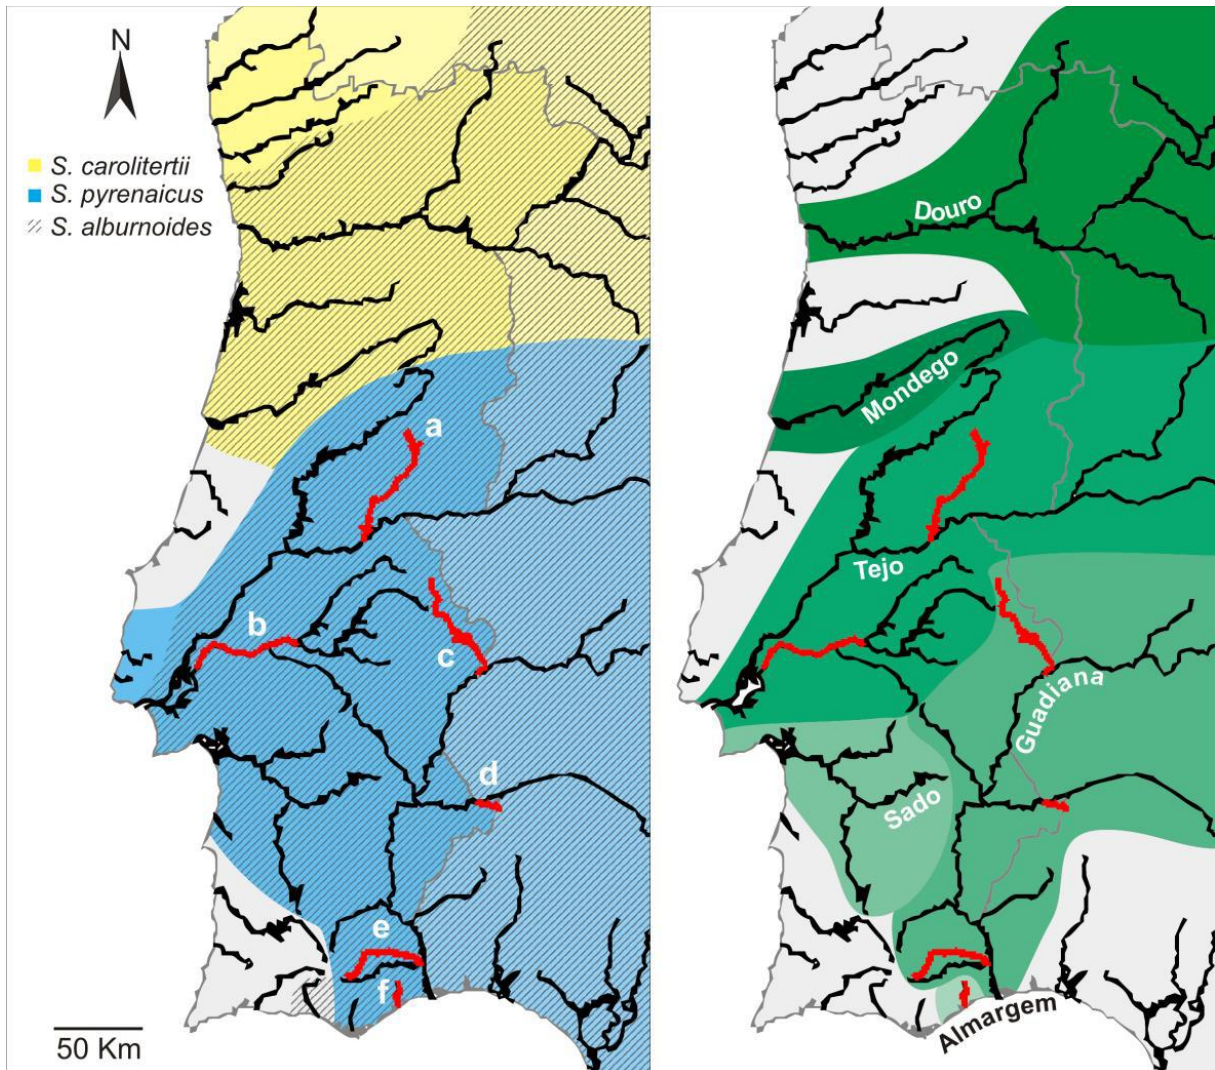 N
S. carolitertii
S. pyrenaicus
S. alburnoides
a
b
c
d
e
f
50 Km
Douro
Mondego
Tejo
Guadiana
Sado
Almargem